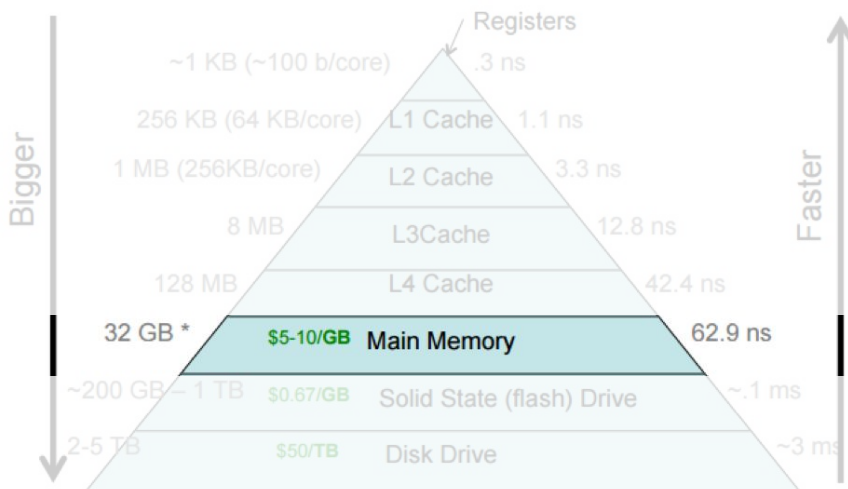 Registers
~1 KB (~100 b/core) .3 ns
256 KB (64 KB/core) L1 Cache 1.1 ns
1 MB (256KB/core) L2 Cache 3.3 ns
8 MB L3Cache 12.8 ns
128 MB L4 Cache 42.4 ns
32 GB * $5-10/GB Main Memory 62.9 ns
~200 GB – 1 TB $0.67/GB Solid State (flash) Drive ~.1 ms
2-5 TB $50/TB Disk Drive ~3 ms
Bigger
Faster